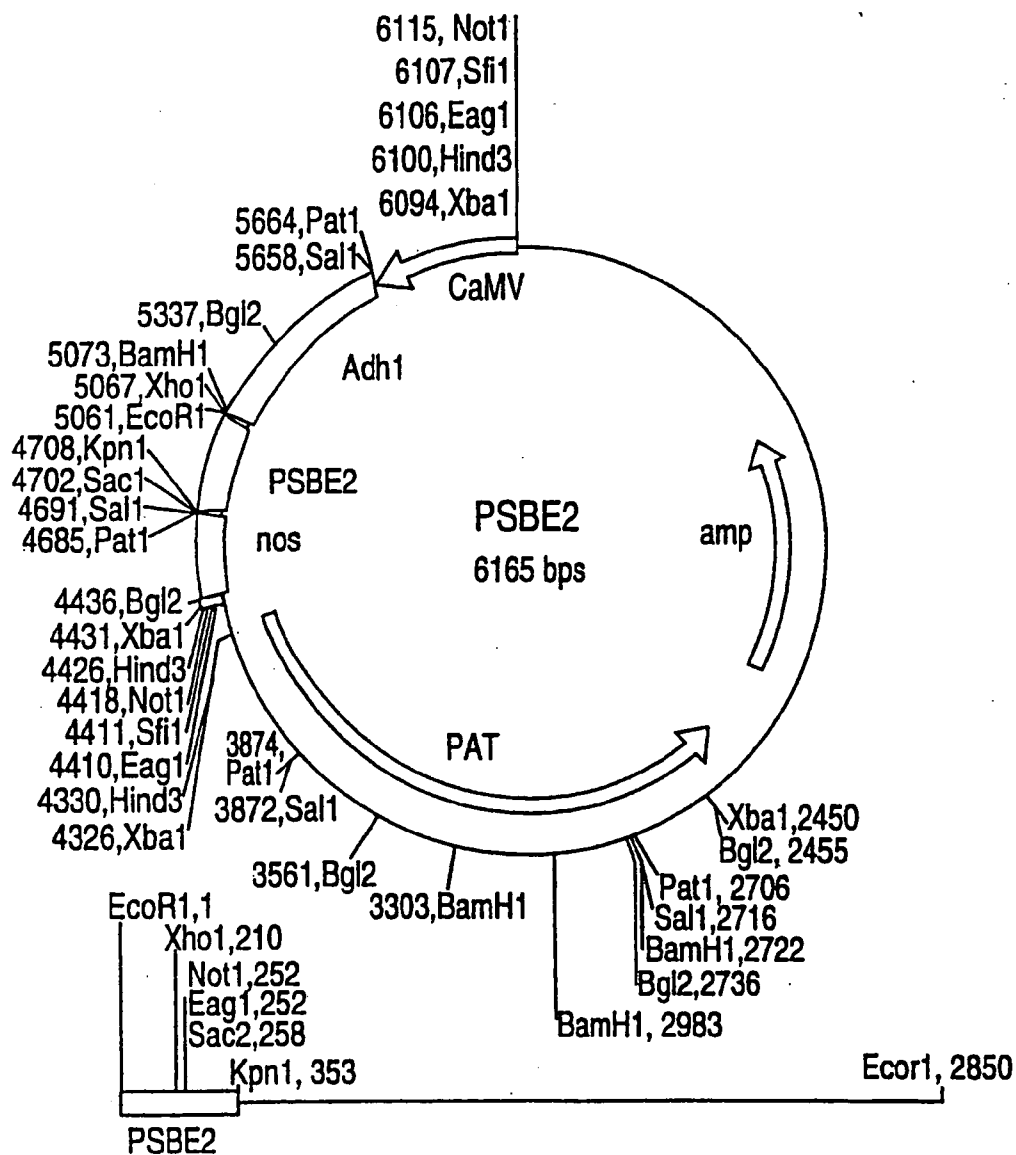 6115, Not1
6107,Sfi1
6106,Eag1
6100,Hind3
6094,Xba1
5664,Pat1
5658,Sal1
CaMV
5337,Bgl2
5073,BamH1
5067,Xho1
5061,EcoR1
Adh1
4708,Kpn1
4702,Sac1
4691,Sal1
4685,Pat1
PSBE2
nos
PSBE2
6165 bps
amp
4436,Bgl2
4431,Xba1
4426,Hind3
4418,Not1
4411,Sfi1
4410,Eag1
4330,Hind3
4326,Xba1
PAT
3874,
Pat1
3872,Sal1
3561,Bgl2
3303,BamH1
Xba1,2450
Bgl2, 2455
Pat1, 2706
Sal1,2716
BamH1,2722
Bgl2,2736
BamH1, 2983
EcoR1,1
Xho1,210
Not1,252
Eag1,252
Sac2,258
Kpn1, 353
Ecor1, 2850
PSBE2